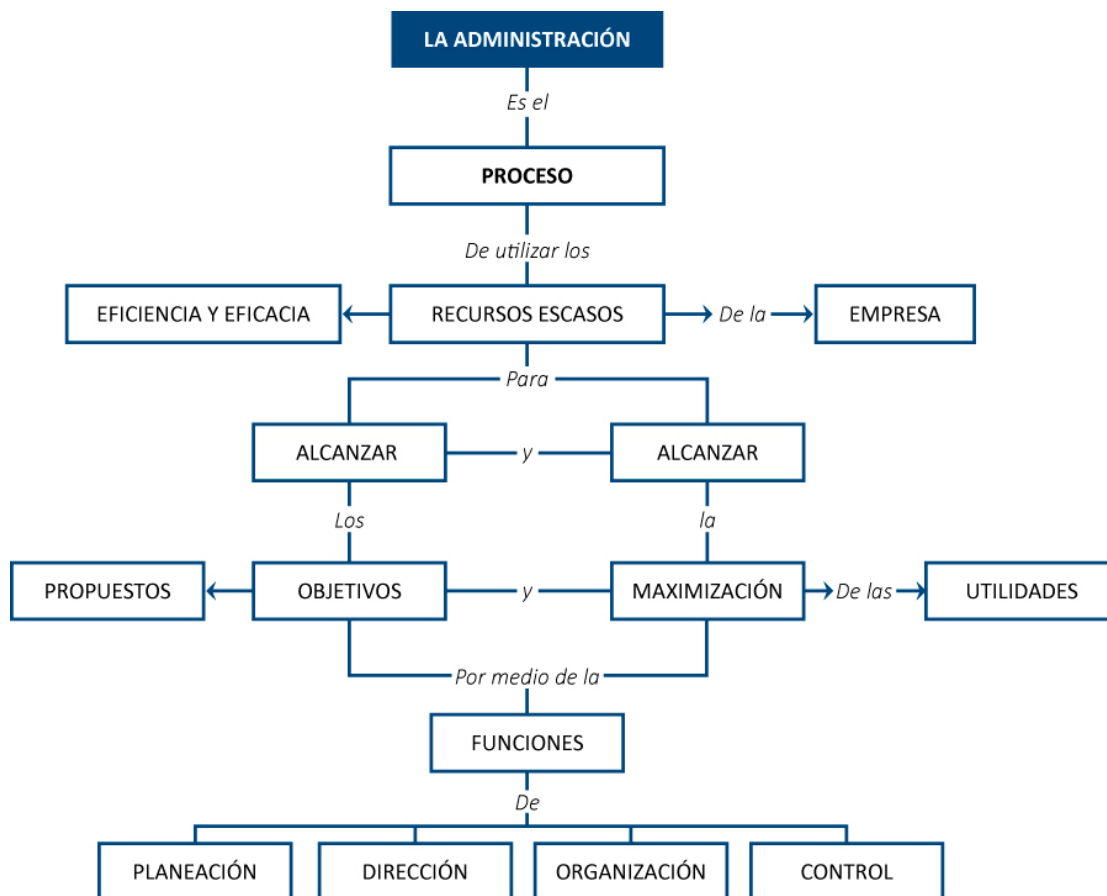 LA ADMINISTRACIÓN
Es el
PROCESO
De utilizar los
EFICIENCIA Y EFICACIA
RECURSOS ESCASOS
De la
EMPRESA
Para
ALCANZAR
y
ALCANZAR
Los
la
PROPUESTOS
OBJETIVOS
y
MAXIMIZACIÓN
De las
UTILIDADES
Por medio de la
FUNCIONES
De
PLANEACIÓN
DIRECCIÓN
ORGANIZACIÓN
CONTROL